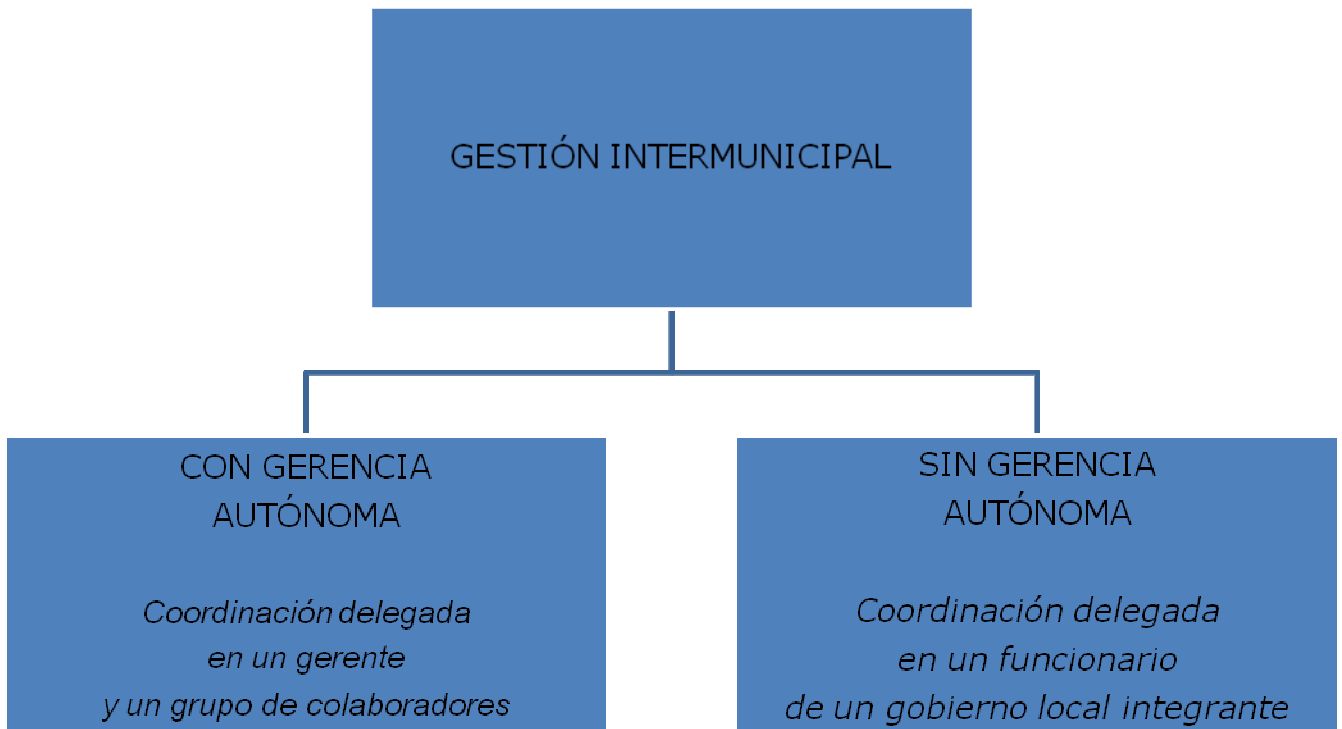 GESTIÓN INTERMUNICIPAL
CON GERENCIA
AUTÓNOMA
Coordinación delegada
en un gerente
y un grupo de colaboradores
SIN GERENCIA
AUTÓNOMA
Coordinación delegada
en un funcionario
de un gobierno local integrante